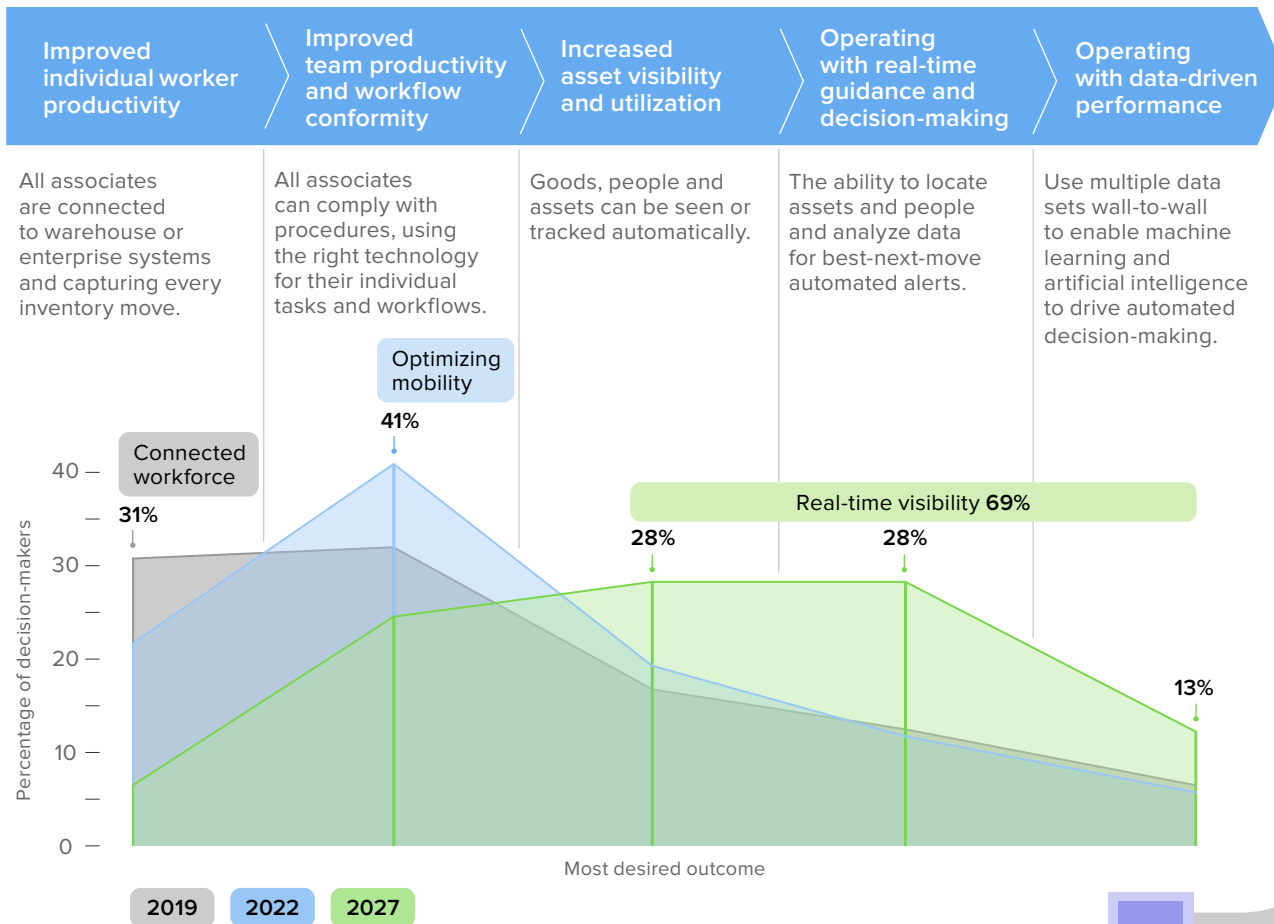 Improved
individual worker
productivity
Improved
team productivity
and workflow
conformity
Increased
asset visibility
and utilization
Operating
with real-time
guidance and
decision-making
Operating
with data-driven
performance
All associates
are connected
to warehouse or
enterprise systems
and capturing every
inventory move.
All associates
can comply with
procedures, using
the right technology
for their individual
tasks and workflows.
Goods, people and
assets can be seen or
tracked automatically.
The ability to locate
assets and people
and analyze data
for best-next-move
automated alerts.
Use multiple data
sets wall-to-wall
to enable machine
learning and
artificial intelligence
to drive automated
decision-making.
Optimizing
mobility
41%
Connected
workforce
31%
Real-time visibility 69%
28%
28%
13%
Percentage of decision-makers
40
30
20
10
0
Most desired outcome
2019
2022
2027